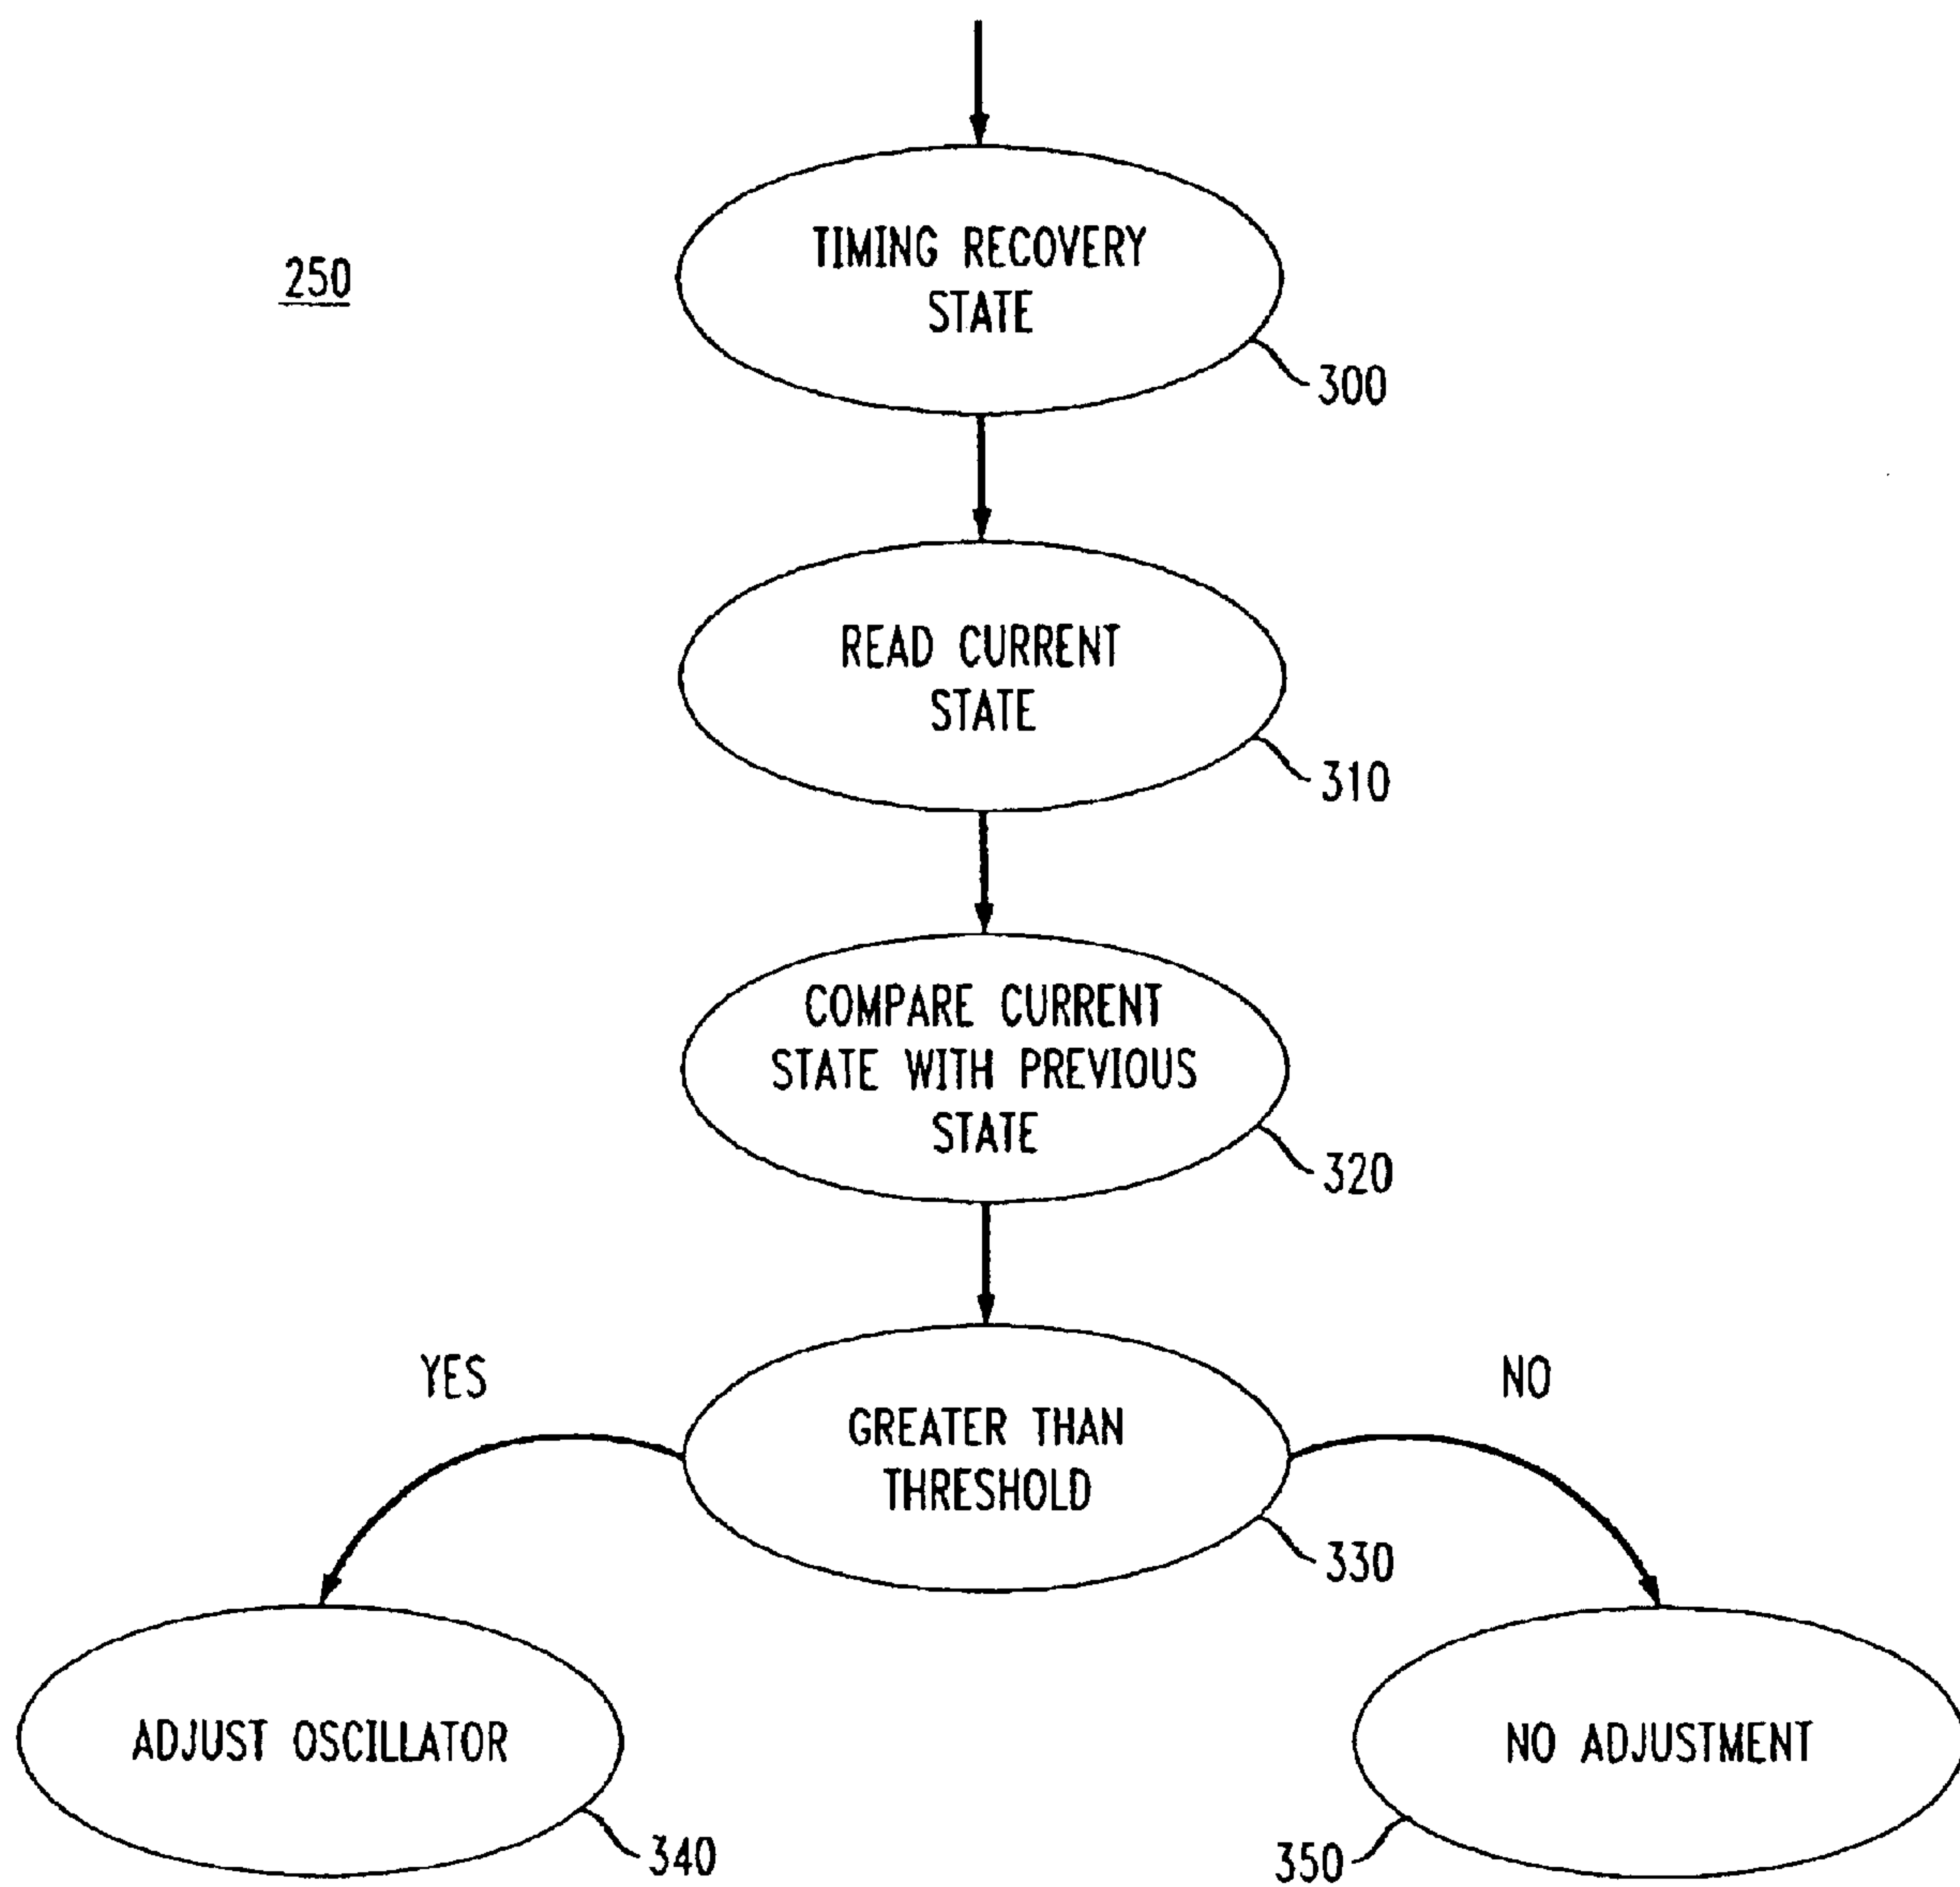 250
TIMING RECOVERY
STATE
300
READ CURRENT
STATE
310
COMPARE CURRENT
STATE WITH PREVIOUS
STATE
320
YES
NO
GREATER THAN
THRESHOLD
330
ADJUST OSCILLATOR
340
NO ADJUSTMENT
350